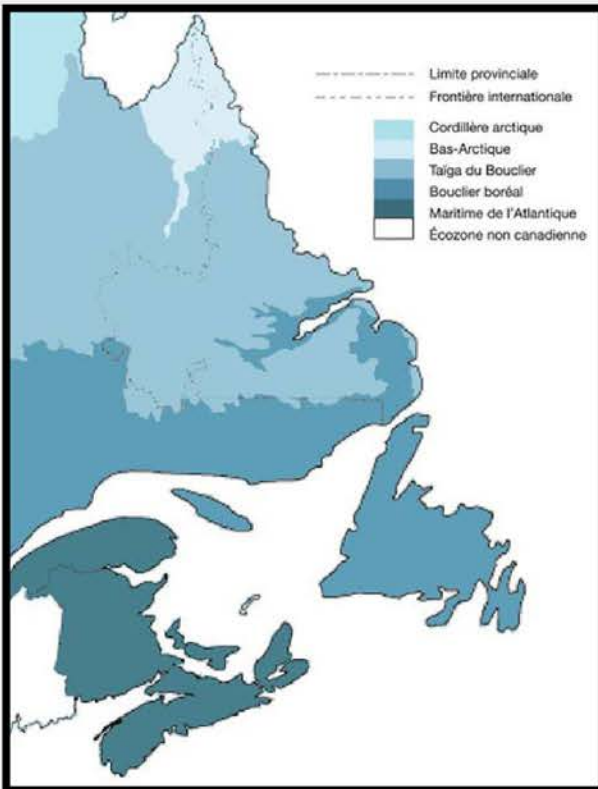 Limite provinciale
Frontière internationale
Cordillère arctique
Bas-Arctique
Taïga du Bouclier
Bouclier boréal
Maritime de l'Atlantique
Écozone non canadienne